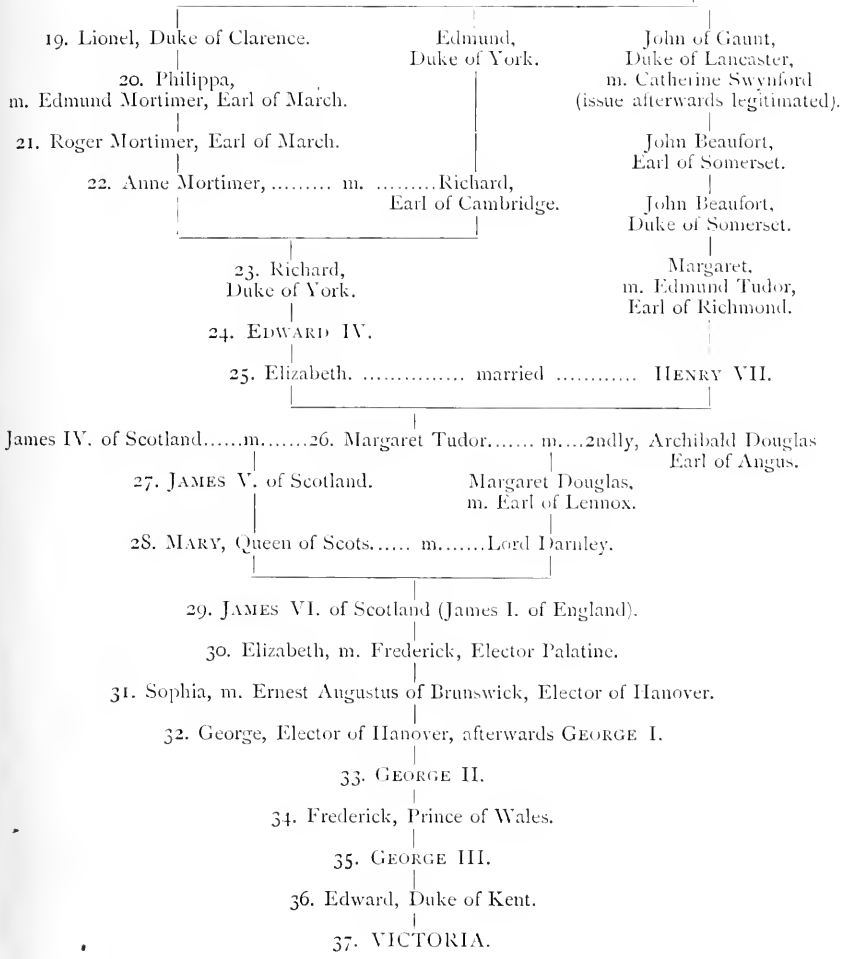 19. Lionel, Duke of Clarence. Edmund, John of Gaunt,
Duke of York. Duke of Lancaster,
20. Philippa, m. Catherine Swynford
m. Edmund Mortimer, Earl of March. (issue afterwards legitimated).
21. Roger Mortimer, Earl of March. John Beaufort,
Earl of Somerset.
22. Anne Mortimer, ......... m. .........Richard,
Earl of Cambridge. John Beaufort,
Duke of Somerset.
23. Richard, Margaret,
Duke of York. m. Edmund Tudor,
Earl of Richmond.
24. EDWARD IV.
25. Elizabeth. ............... married ............ HENRY VII.
James IV. of Scotland......m.......26. Margaret Tudor....... m....2ndly, Archibald Douglas
Earl of Angus.
27. JAMES V. of Scotland. Margaret Douglas,
m. Earl of Lennox.
28. MARY, Queen of Scots...... m.......Lord Darnley.
29. JAMES VI. of Scotland (James I. of England).
30. Elizabeth, m. Frederick, Elector Palatine.
31. Sophia, m. Ernest Augustus of Brunswick, Elector of Hanover.
32. George, Elector of Hanover, afterwards GEORGE I.
33. GEORGE II.
34. Frederick, Prince of Wales.
35. GEORGE III.
36. Edward, Duke of Kent.
37. VICTORIA.